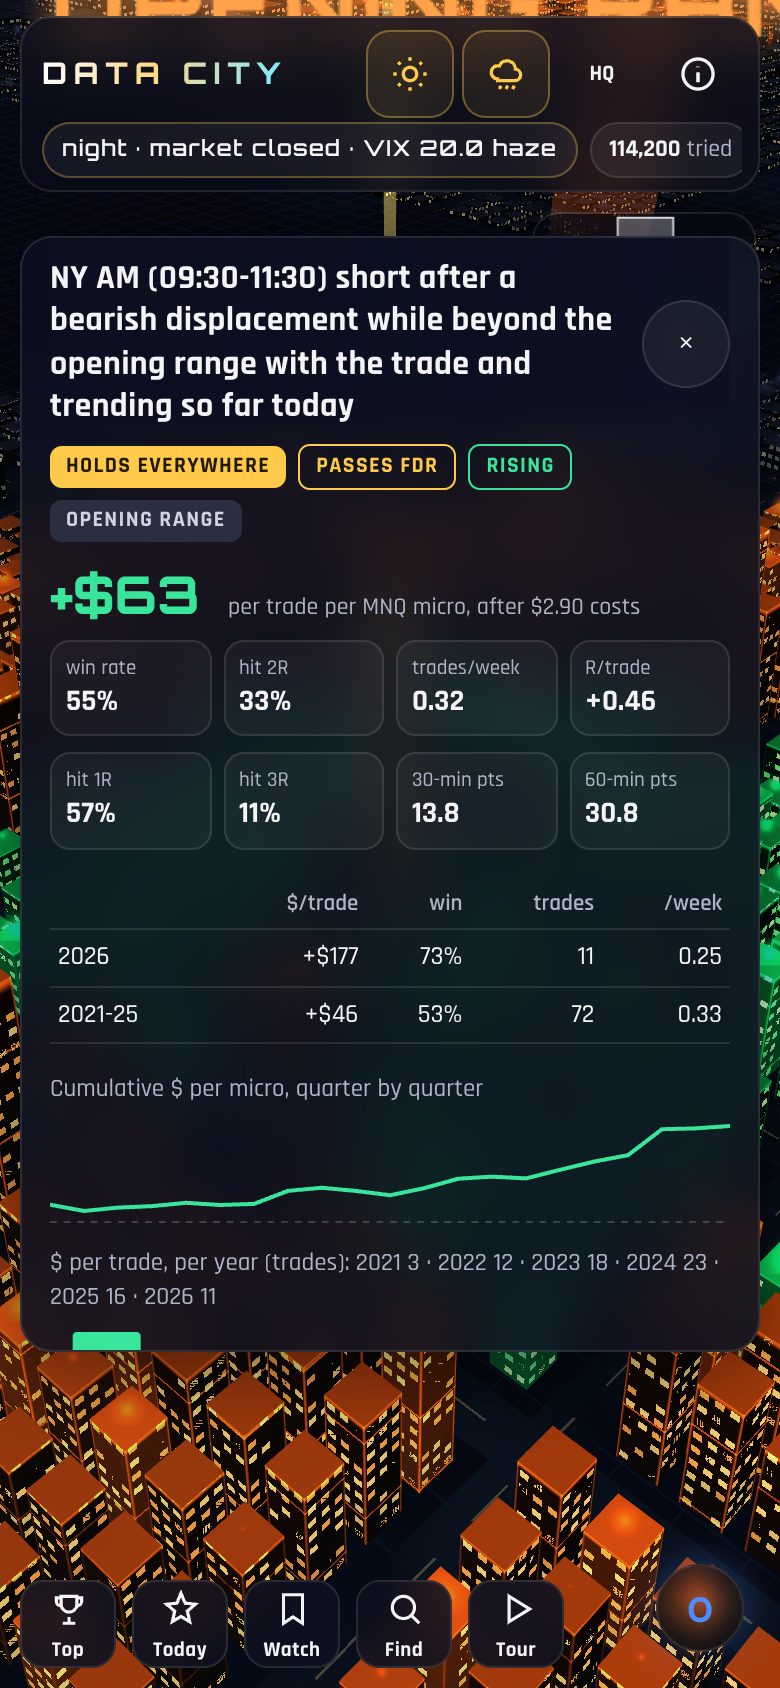 DATA CITY
HQ
night · market closed · VIX 20.0 haze
114,200 tried
NY AM (09:30-11:30) short after a
bearish displacement while beyond the
opening range with the trade and
trending so far today
×
HOLDS EVERYWHERE
PASSES FDR
RISING
OPENING RANGE
+$63 per trade per MNQ micro, after $2.90 costs
win rate
55%
hit 2R
33%
trades/week
0.32
R/trade
+0.46
hit 1R
57%
hit 3R
11%
30-min pts
13.8
60-min pts
30.8
$/trade win trades /week
2026 +$177 73% 11 0.25
2021-25 +$46 53% 72 0.33
Cumulative $ per micro, quarter by quarter
$ per trade, per year (trades): 2021 3 · 2022 12 · 2023 18 · 2024 23 ·
2025 16 · 2026 11
Top
Today
Watch
Find
Tour
O